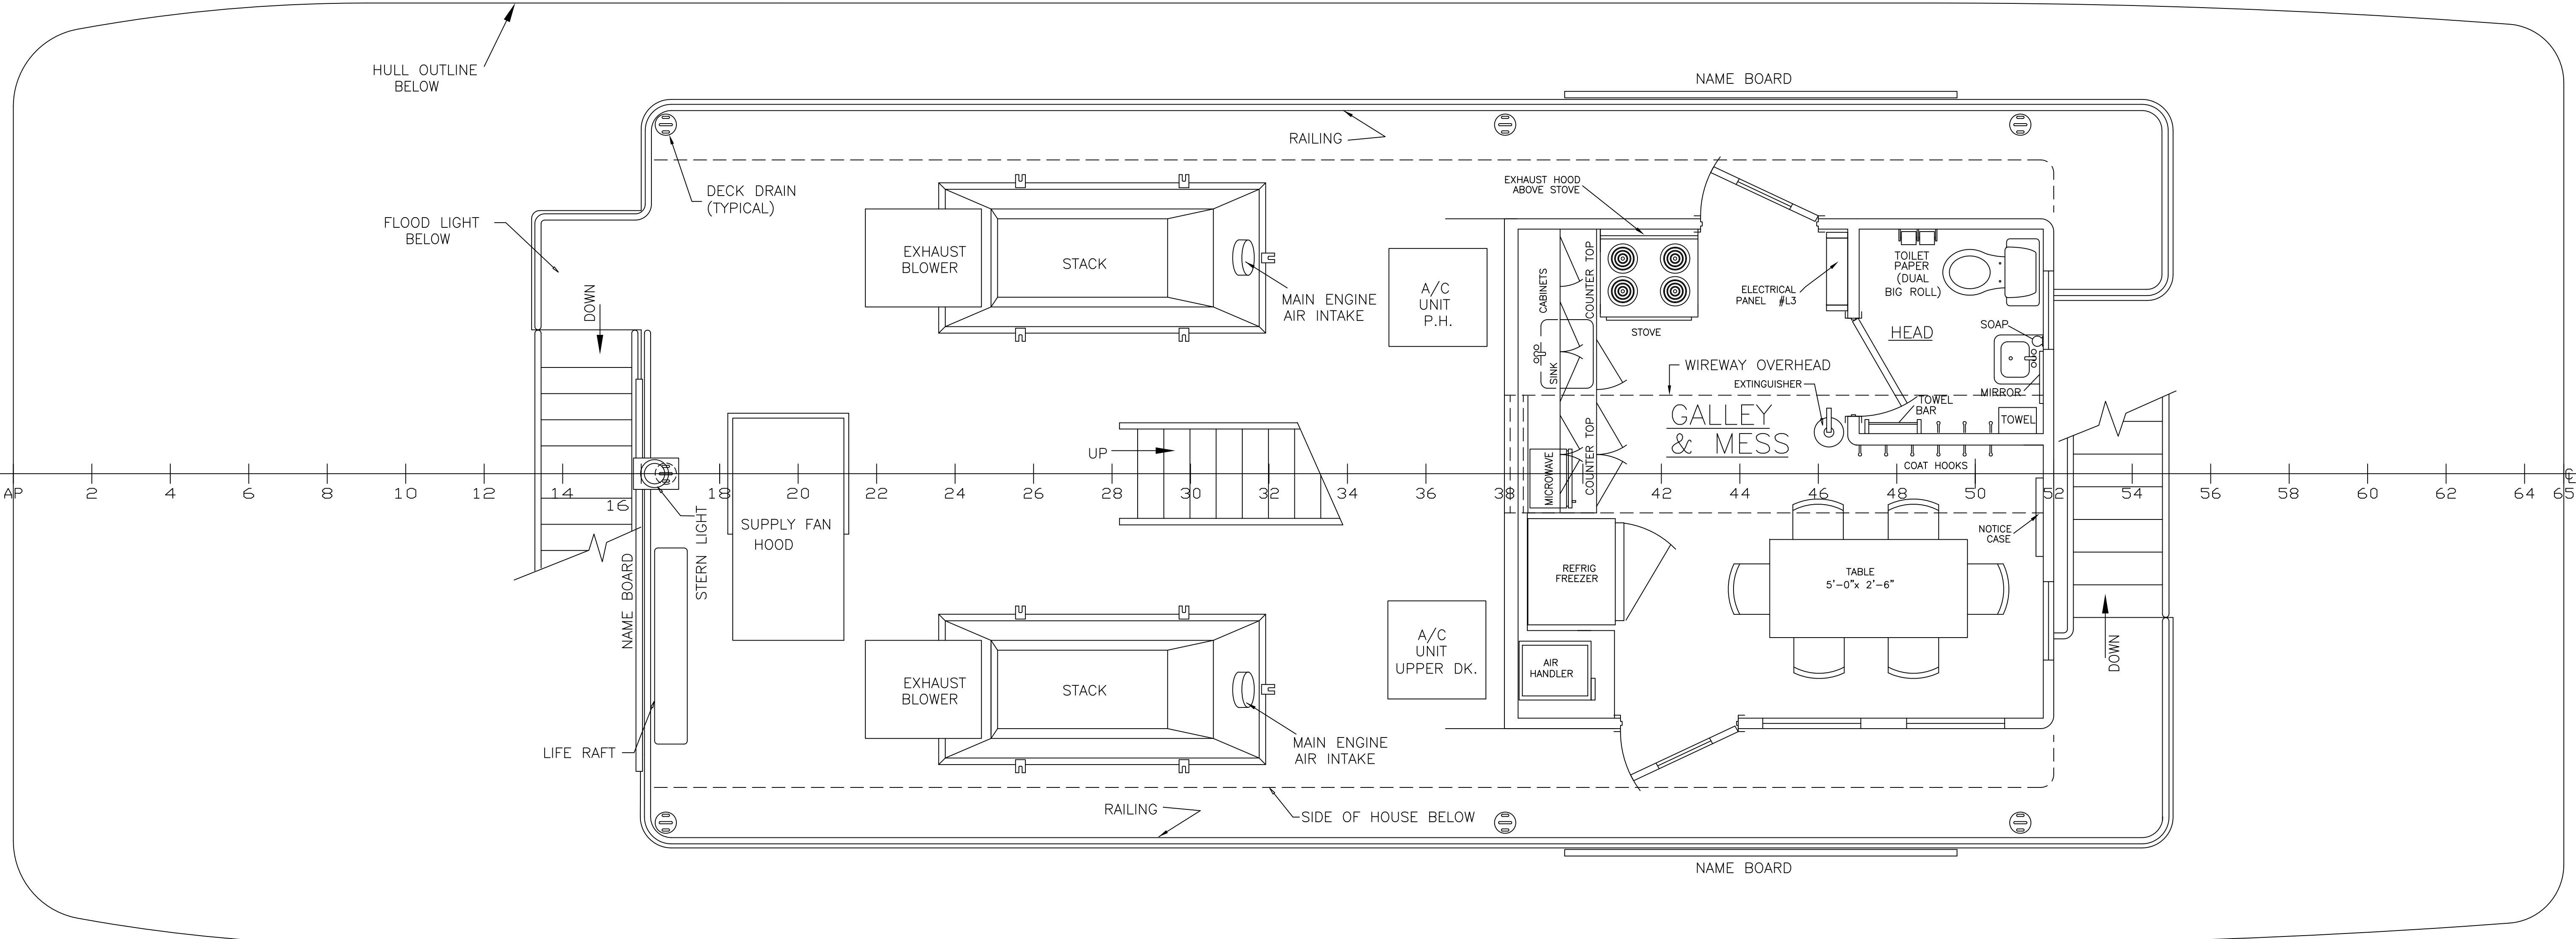 HULL OUTLINE
BELOW
NAME BOARD
RAILING
DECK DRAIN
(TYPICAL)
FLOOD LIGHT
BELOW
DOWN
EXHAUST
BLOWER
STACK
MAIN ENGINE
AIR INTAKE
A/C
UNIT
P.H.
EXHAUST HOOD
ABOVE STOVE
CABINETS
COUNTER TOP
STOVE
SINK
ELECTRICAL
PANEL #L3
TOILET
PAPER
(DUAL
BIG ROLL)
HEAD
SOAP
MIRROR
WIREWAY OVERHEAD
EXTINGUISHER
TOWEL
BAR
TOWEL
GALLEY
& MESS
COAT HOOKS
UP
MICROWAVE
COUNTER TOP
AP 2 4 6 8 10 12 14 16 18 20 22 24 26 28 30 32 34 36 38 42 44 46 48 50 52 54 56 58 60 62 64 65
℄
STERN LIGHT
SUPPLY FAN
HOOD
NAME BOARD
LIFE RAFT
NOTICE
CASE
REFRIG
FREEZER
TABLE
5'-0"x 2'-6"
AIR
HANDLER
A/C
UNIT
UPPER DK.
DOWN
EXHAUST
BLOWER
STACK
MAIN ENGINE
AIR INTAKE
RAILING
SIDE OF HOUSE BELOW
NAME BOARD